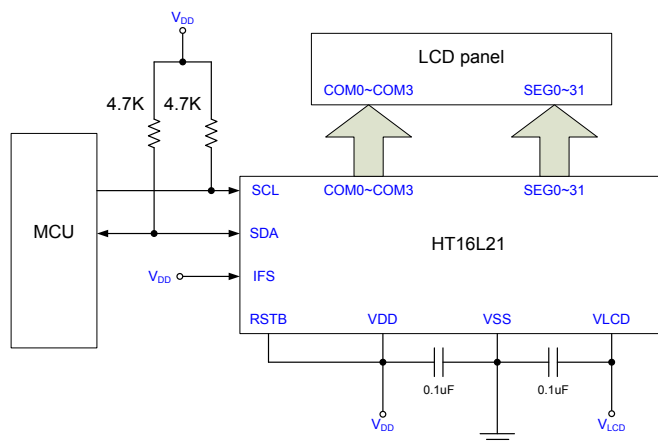 VDD
LCD panel
COM0~COM3 SEG0~31
4.7K 4.7K
MCU
SCL COM0~COM3 SEG0~31
SDA HT16L21
VDD IFS
RSTB VDD VSS VLCD
0.1uF 0.1uF
VDD VLCD